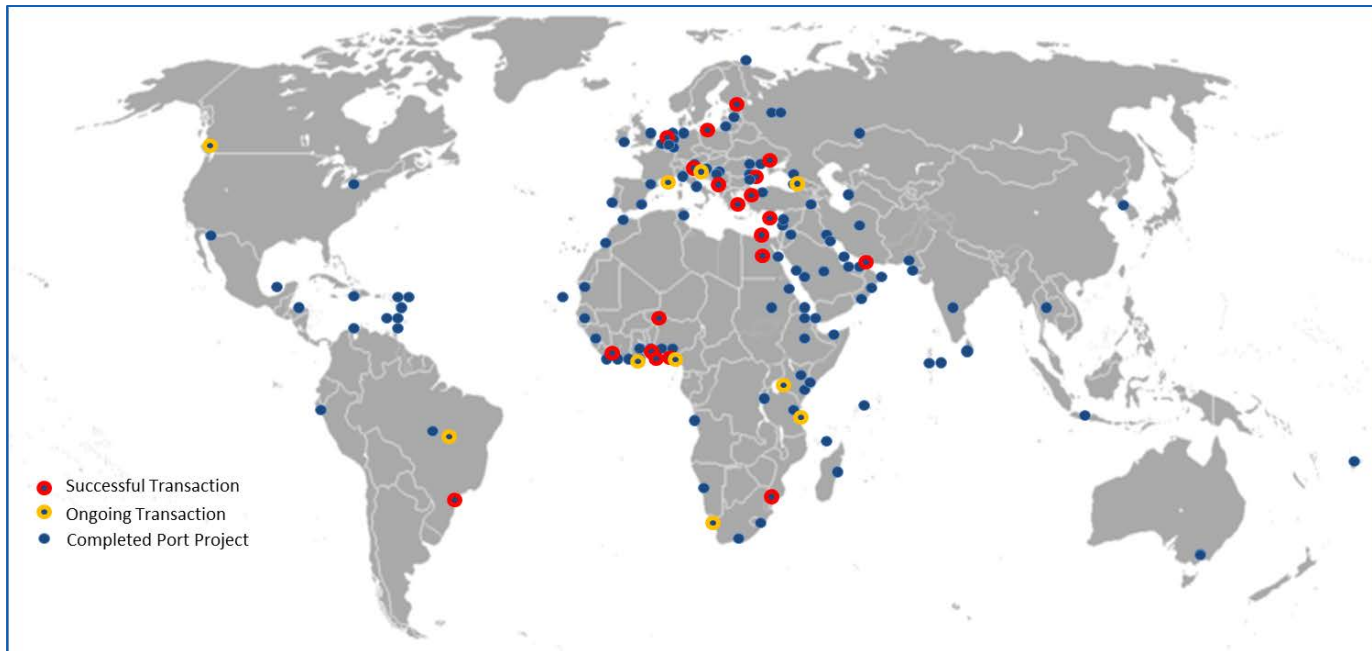 Successful Transaction
Ongoing Transaction
Completed Port Project